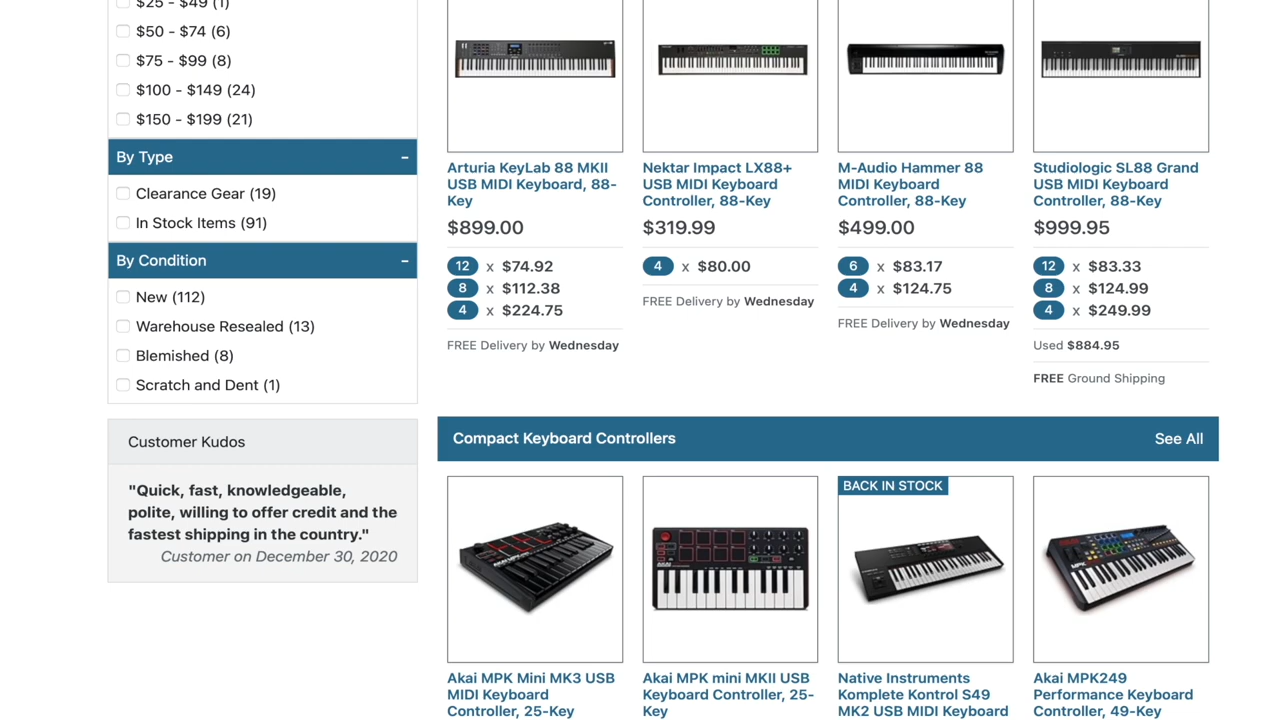 $25 - $49 (1)
$50 - $74 (6)
$75 - $99 (8)
$100 - $149 (24)
$150 - $199 (21)
By Type
Clearance Gear (19)
In Stock Items (91)
By Condition
New (112)
Warehouse Resealed (13)
Blemished (8)
Scratch and Dent (1)
Customer Kudos
"Quick, fast, knowledgeable,
polite, willing to offer credit and the
fastest shipping in the country."
Customer on December 30, 2020
Arturia KeyLab 88 MKII
USB MIDI Keyboard, 88-
Key
$899.00
12 x $74.92
8 x $112.38
4 x $224.75
FREE Delivery by Wednesday
Nektar Impact LX88+
USB MIDI Keyboard
Controller, 88-Key
$319.99
4 x $80.00
FREE Delivery by Wednesday
M-Audio Hammer 88
MIDI Keyboard
Controller, 88-Key
$499.00
6 x $83.17
4 x $124.75
FREE Delivery by Wednesday
Studiologic SL88 Grand
USB MIDI Keyboard
Controller, 88-Key
$999.95
12 x $83.33
8 x $124.99
4 x $249.99
Used $884.95
FREE Ground Shipping
Compact Keyboard Controllers
See All
Akai MPK Mini MK3 USB
MIDI Keyboard
Controller, 25-Key
Akai MPK mini MKII USB
Keyboard Controller, 25-
Key
BACK IN STOCK
Native Instruments
Komplete Kontrol S49
MK2 USB MIDI Keyboard
Akai MPK249
Performance Keyboard
Controller, 49-Key